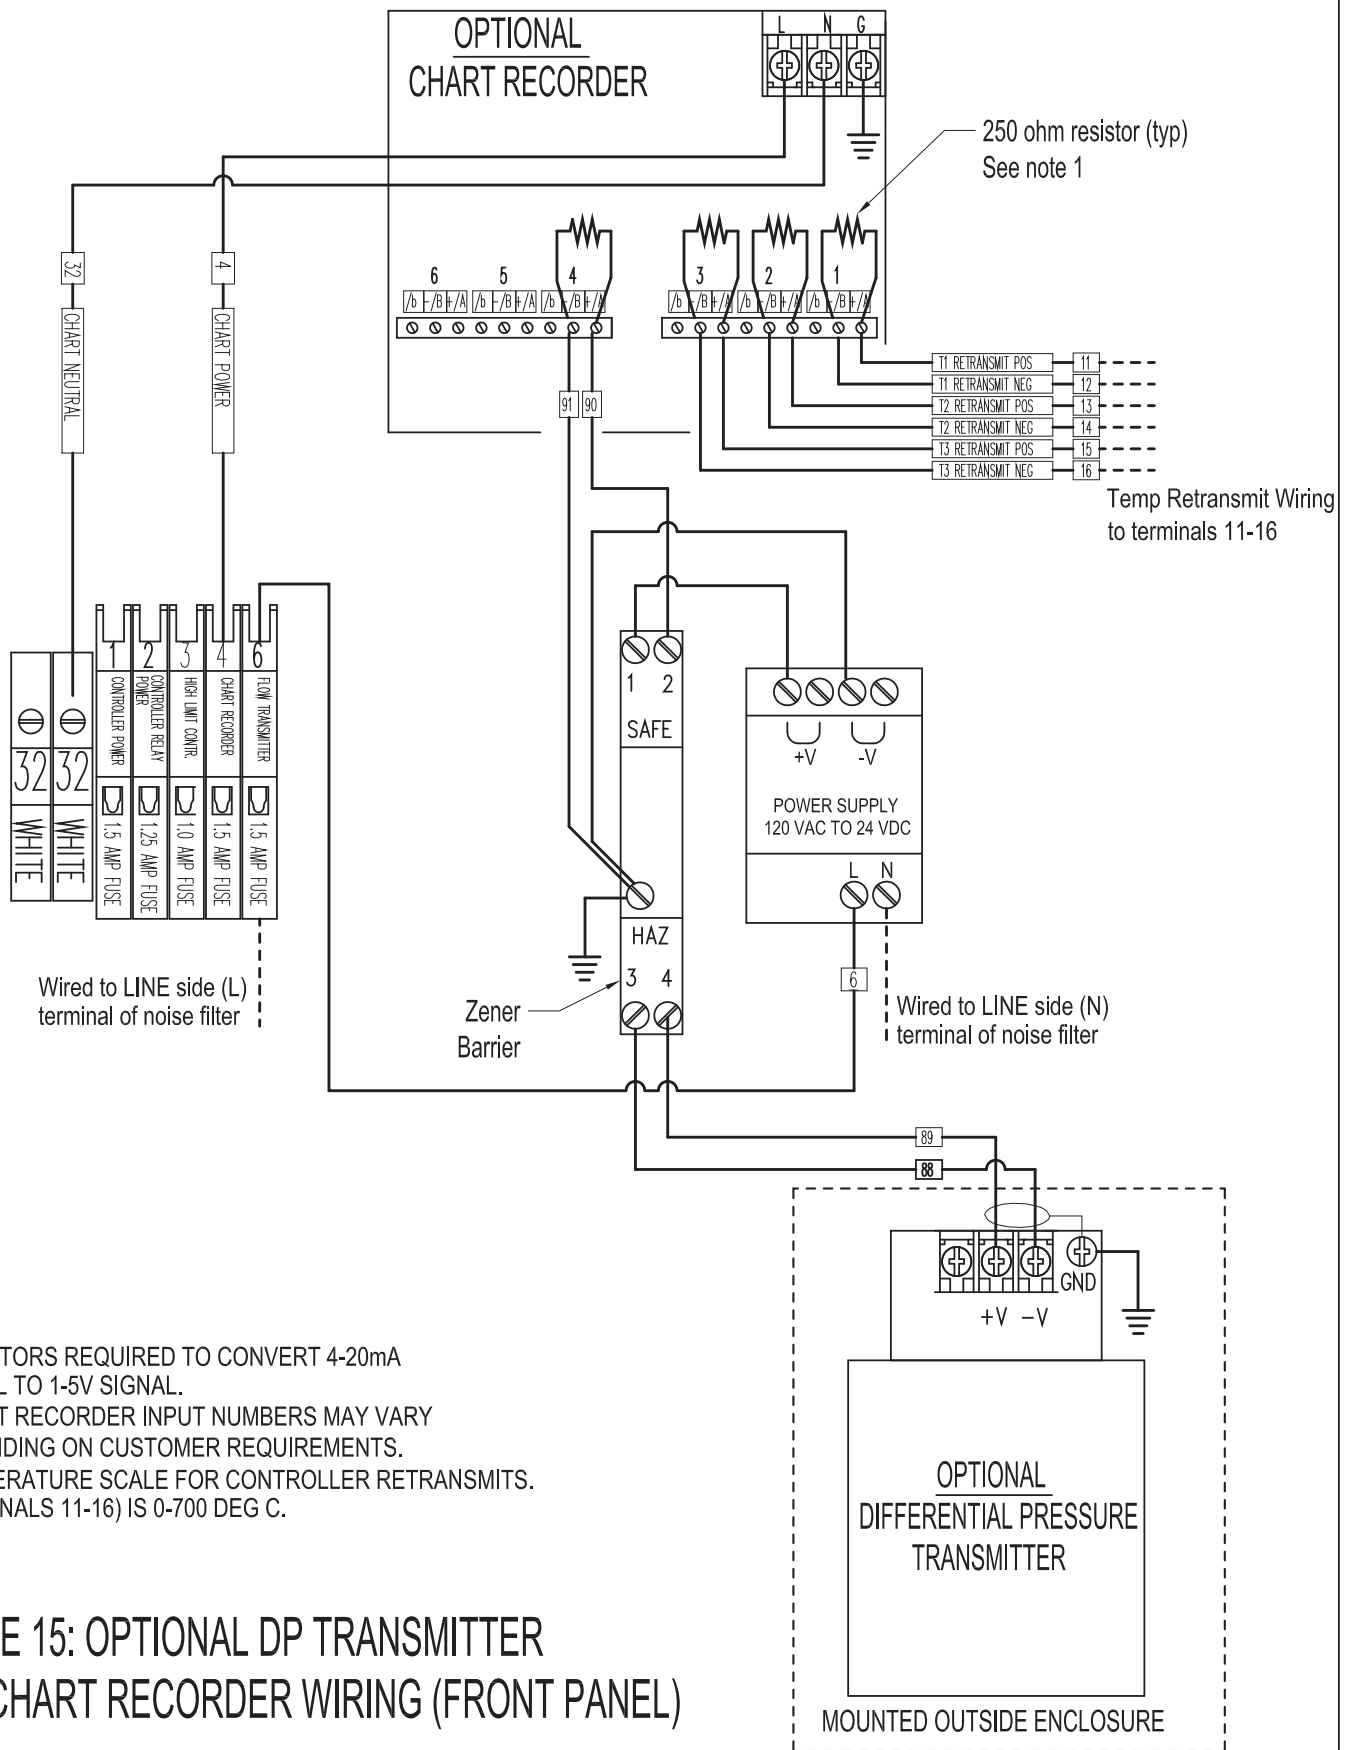 OPTIONAL
CHART RECORDER
L N G
250 ohm resistor (typ)
See note 1
32
CHART NEUTRAL
4
CHART POWER
6 5 4
/b -/B +/A /b -/B +/A /b -/B +/A
3 2 1
/b -/B +/A /b -/B +/A /b -/B +/A
T1 RETRANSMIT POS 11
T1 RETRANSMIT NEG 12
T2 RETRANSMIT POS 13
T2 RETRANSMIT NEG 14
T3 RETRANSMIT POS 15
T3 RETRANSMIT NEG 16
Temp Retransmit Wiring
to terminals 11-16
91 90
32 WHITE
32 WHITE
1 CONTROLLER POWER 1.5 AMP FUSE
2 CONTROLLER RELAY
POWER
1.25 AMP FUSE
3 HIGH LIMIT CONTR. 1.0 AMP FUSE
4 CHART RECORDER 1.5 AMP FUSE
6 FLOW TRANSMITTER 1.5 AMP FUSE
Wired to LINE side (L)
terminal of noise filter
1 2
SAFE
HAZ
3 4
Zener
Barrier
+V -V
POWER SUPPLY
120 VAC TO 24 VDC
L N
6
Wired to LINE side (N)
terminal of noise filter
89
88
GND
+V -V
OPTIONAL
DIFFERENTIAL PRESSURE
TRANSMITTER
MOUNTED OUTSIDE ENCLOSURE
TORS REQUIRED TO CONVERT 4-20mA
L TO 1-5V SIGNAL.
T RECORDER INPUT NUMBERS MAY VARY
NDING ON CUSTOMER REQUIREMENTS.
ERATURE SCALE FOR CONTROLLER RETRANSMITS.
NALS 11-16) IS 0-700 DEG C.
E 15: OPTIONAL DP TRANSMITTER
CHART RECORDER WIRING (FRONT PANEL)